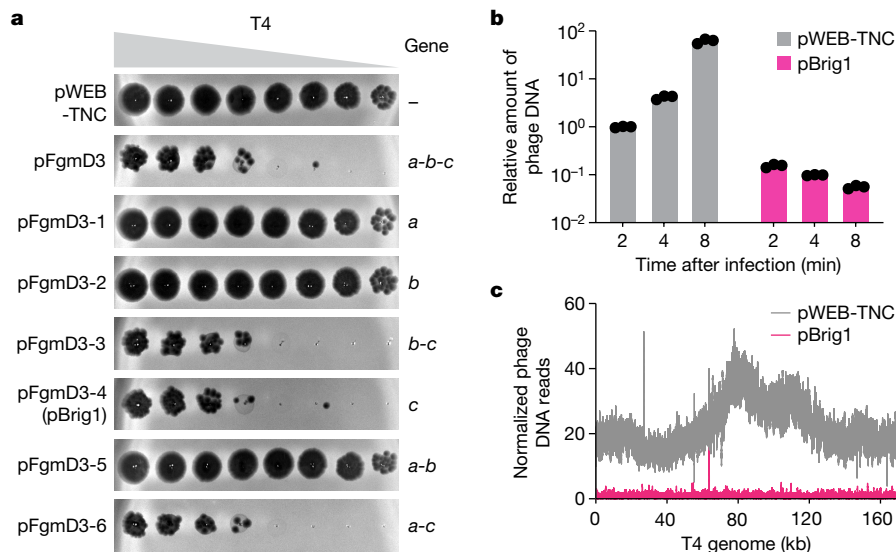 a
T4
Gene
pWEB
-TNC
–
pFgmD3
a-b-c
pFgmD3-1
a
pFgmD3-2
b
pFgmD3-3
b-c
pFgmD3-4
(pBrig1)
c
pFgmD3-5
a-b
pFgmD3-6
a-c
b
Relative amount of
phage DNA
10²
10¹
10⁰
10⁻¹
10⁻²
pWEB-TNC
pBrig1
2 4 8 2 4 8
Time after infection (min)
c
Normalized phage
DNA reads
60
40
20
0
pWEB-TNC
pBrig1
0 40 80 120 160
T4 genome (kb)